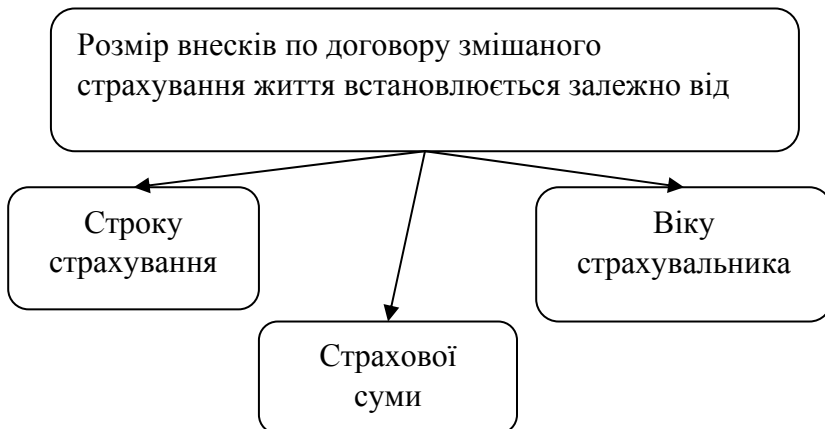 Розмір внесків по договору змішаного
страхування життя встановлюється залежно від
Строку
страхування
Віку
страхувальника
Страхової
суми